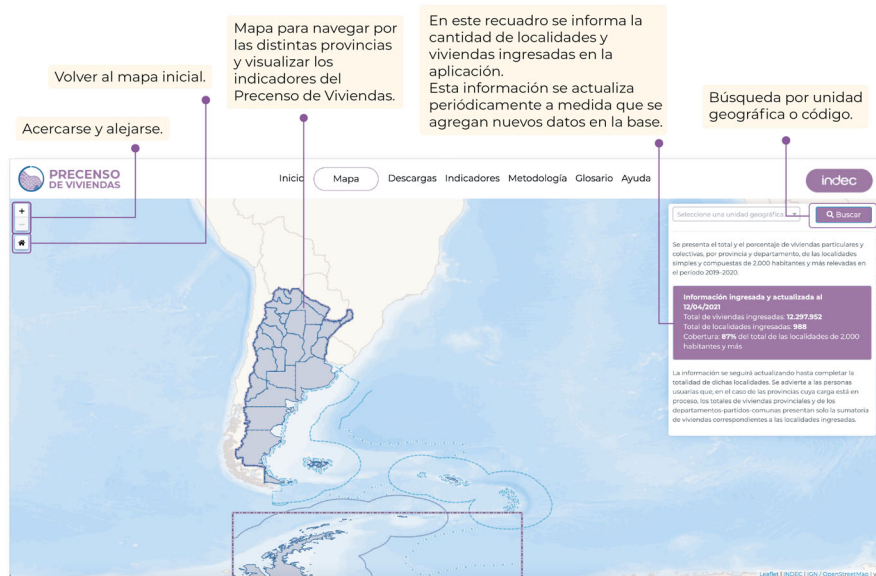 Mapa para navegar por
las distintas provincias
y visualizar los
indicadores del
Precenso de Viviendas.
En este recuadro se informa la
cantidad de localidades y
viviendas ingresadas en la
aplicación.
Esta información se actualiza
periódicamente a medida que se
agregan nuevos datos en la base.
Volver al mapa inicial.
Búsqueda por unidad
geográfica o código.
Acercarse y alejarse.
PRECENSO
DE VIVIENDAS
Inicio
Mapa
Descargas
Indicadores
Metodología
Glosario
Ayuda
indec
+
−
Seleccione una unidad geográfica
Buscar
Se presenta el total y el porcentaje de viviendas particulares y
colectivas, por provincia y departamento, de las localidades
simples y compuestas de 2.000 habitantes y más relevadas en
el período 2019-2020.
Información ingresada y actualizada al
12/04/2021
Total de viviendas ingresadas: 12.297.952
Total de localidades ingresadas: 988
Cobertura: 87% del total de las localidades de 2.000
habitantes y más
La información se seguirá actualizando hasta completar la
totalidad de dichas localidades. Se advierte a las personas
usuarias que, en el caso de las provincias cuya carga está en
proceso, los totales de viviendas provinciales y de los
departamentos-partidos-comunas presentan solo la sumatoria
de viviendas correspondientes a las localidades ingresadas.
Leaflet | INDEC | IGN / OpenStreetMap |